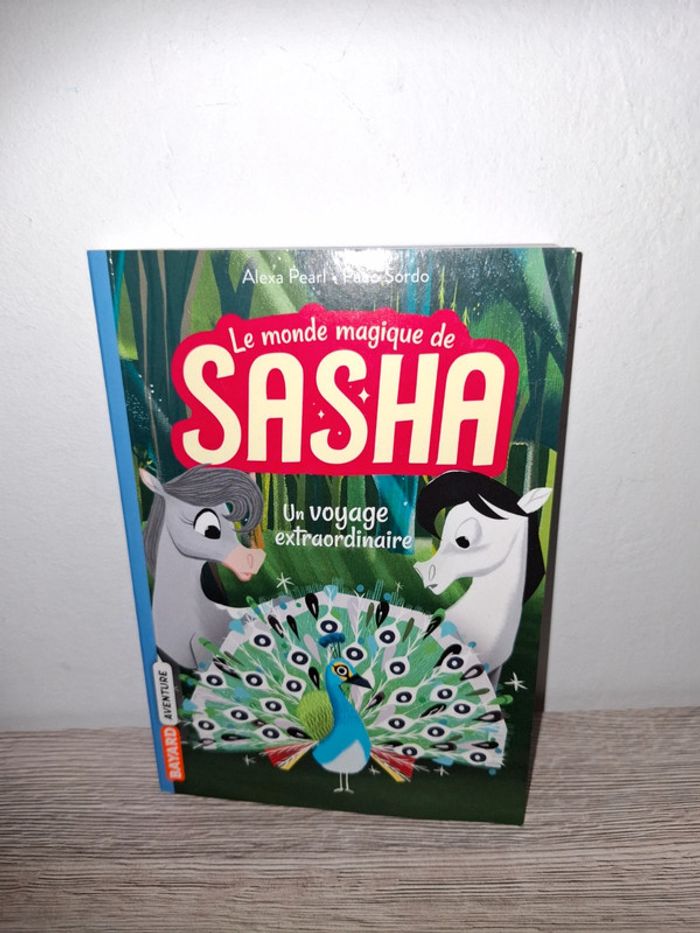 Alexa Pearl • Paco Sordo
Le monde magique de
SASHA
Un voyage
extraordinaire
BAYARD AVENTURE